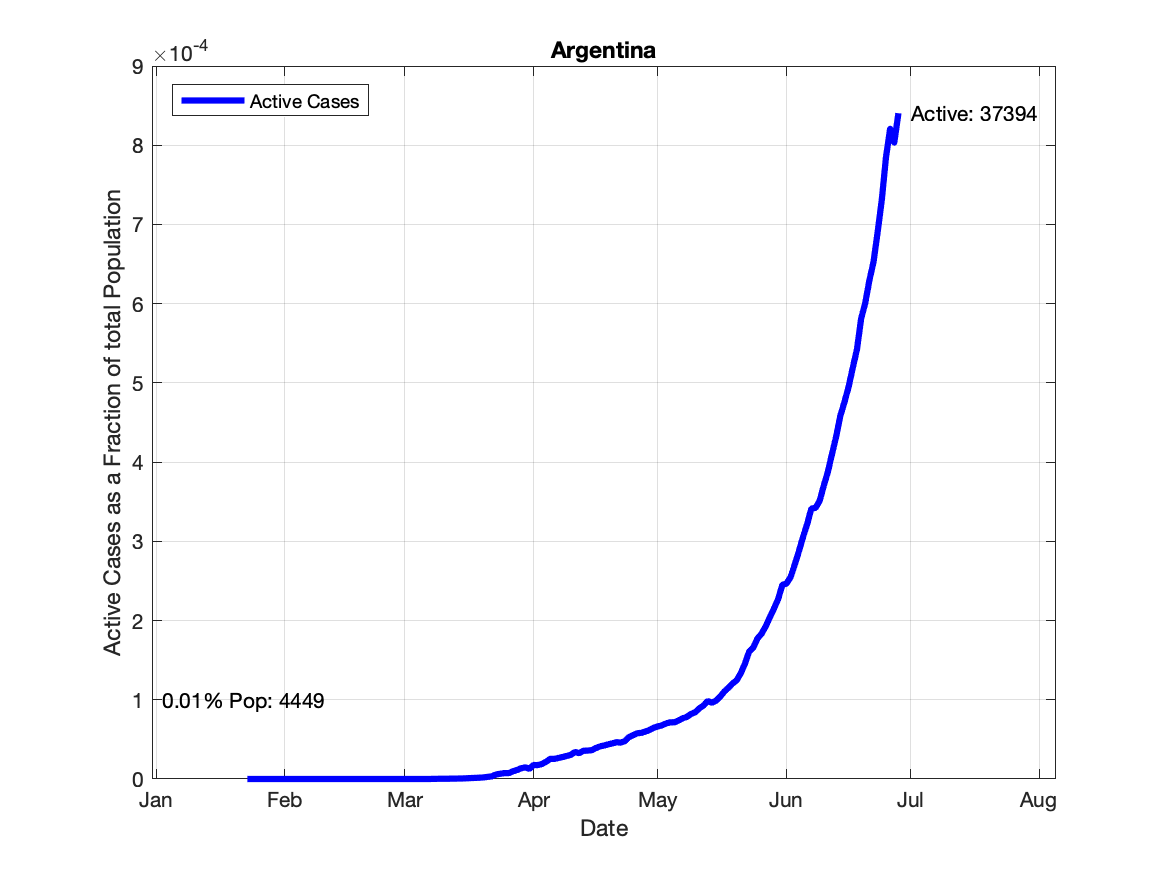 Argentina
×10-4
9
8
7
6
5
4
3
2
1
0
Active Cases
Active: 37394
0.01% Pop: 4449
Active Cases as a Fraction of total Population
Jan Feb Mar Apr May Jun Jul Aug
Date